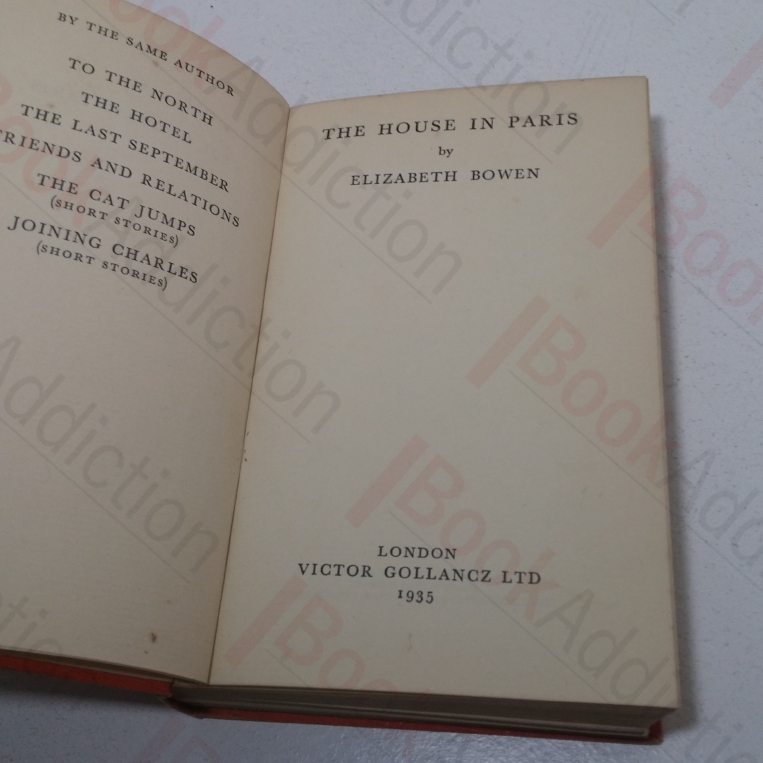 BY THE SAME AUTHOR
TO THE NORTH
THE HOTEL
THE LAST SEPTEMBER
FRIENDS AND RELATIONS
THE CAT JUMPS
(SHORT STORIES)
JOINING CHARLES
(SHORT STORIES)
THE HOUSE IN PARIS
by
ELIZABETH BOWEN
LONDON
VICTOR GOLLANCZ LTD
1935
BookAddiction